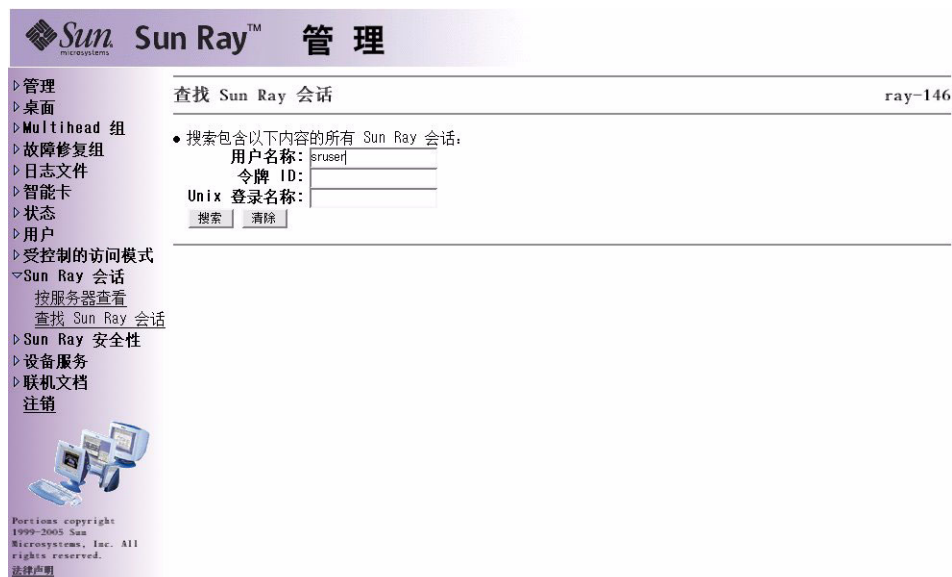 Sun microsystems Sun Ray™ 管 理
管理
桌面
Multihead 组
故障修复组
日志文件
智能卡
状态
用户
受控制的访问模式
Sun Ray 会话
按服务器查看
查找 Sun Ray 会话
Sun Ray 安全性
设备服务
联机文档
注销
Portions copyright
1999-2005 Sun
Microsystems, Inc. All
rights reserved.
法律声明
查找 Sun Ray 会话 ray-146
• 搜索包含以下内容的所有 Sun Ray 会话:
用户名称: sruser
令牌 ID:
Unix 登录名称:
搜索 清除